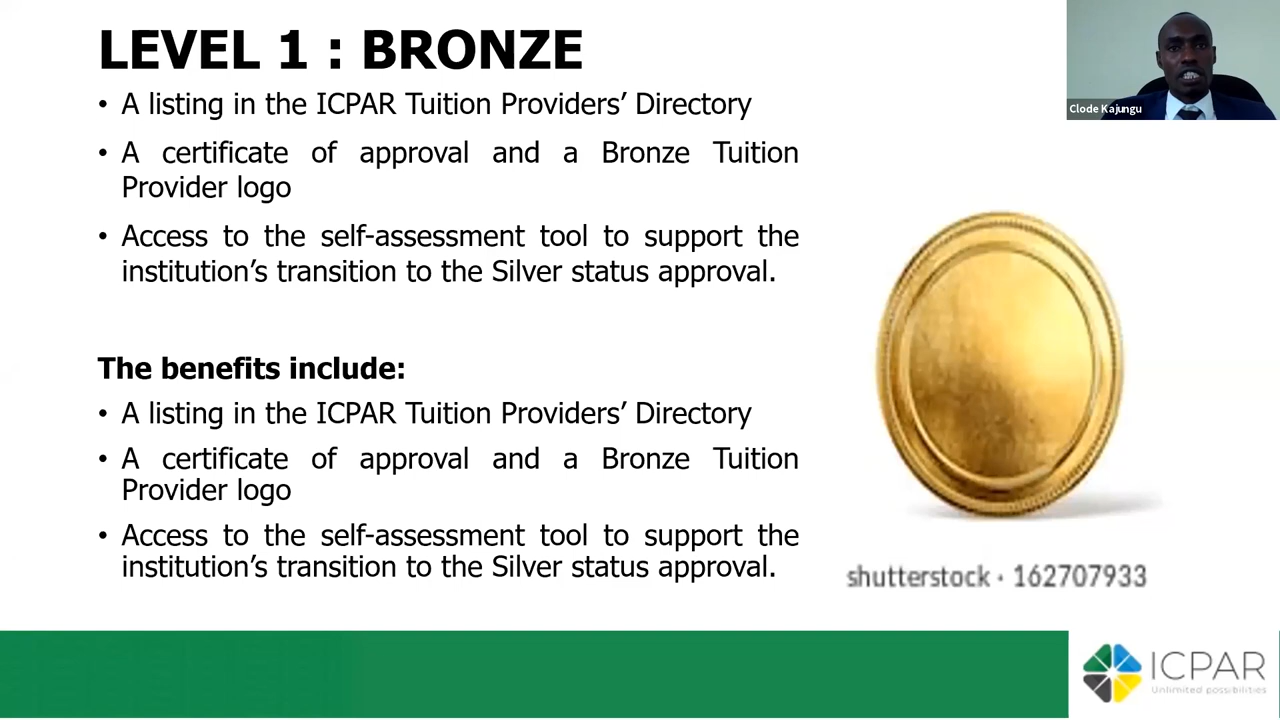 LEVEL 1 : BRONZE
Clode Kajungu
• A listing in the ICPAR Tuition Providers’ Directory
• A certificate of approval and a Bronze Tuition
Provider logo
• Access to the self-assessment tool to support the
institution’s transition to the Silver status approval.
The benefits include:
• A listing in the ICPAR Tuition Providers’ Directory
• A certificate of approval and a Bronze Tuition
Provider logo
• Access to the self-assessment tool to support the
institution’s transition to the Silver status approval.
shutterstock · 162707933
ICPAR
Unlimited possibilities